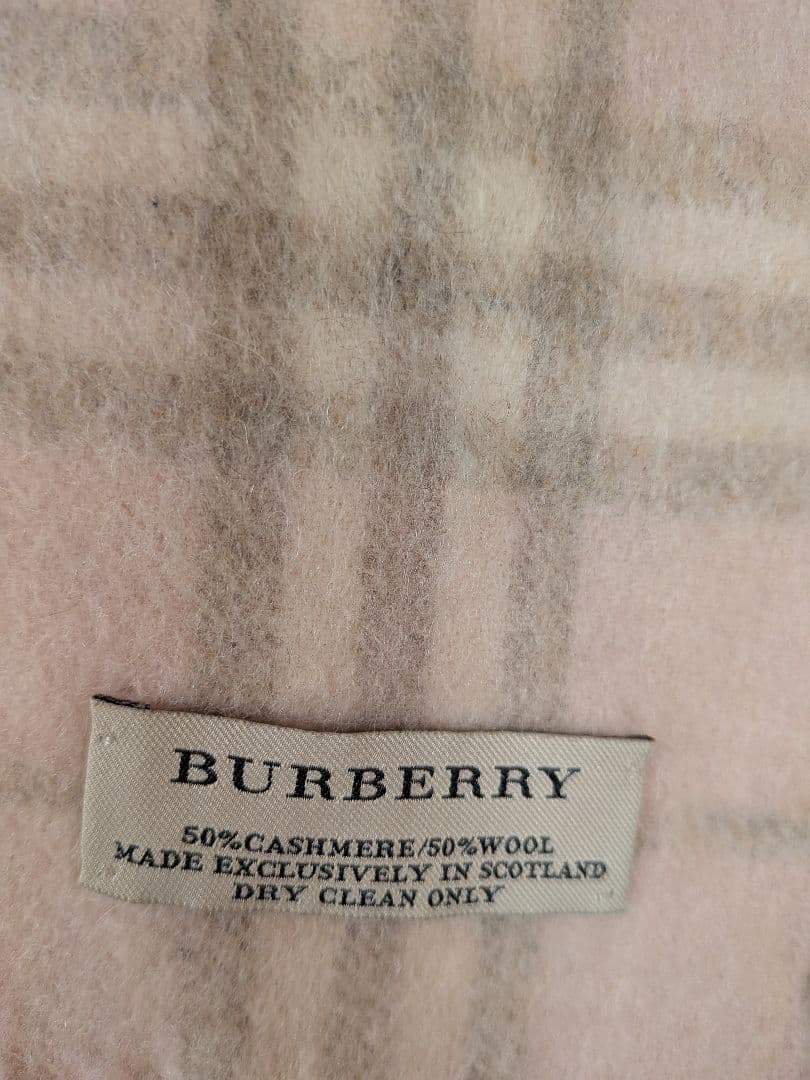 BURBERRY
50%CASHMERE/50%WOOL
MADE EXCLUSIVELY IN SCOTLAND
DRY CLEAN ONLY